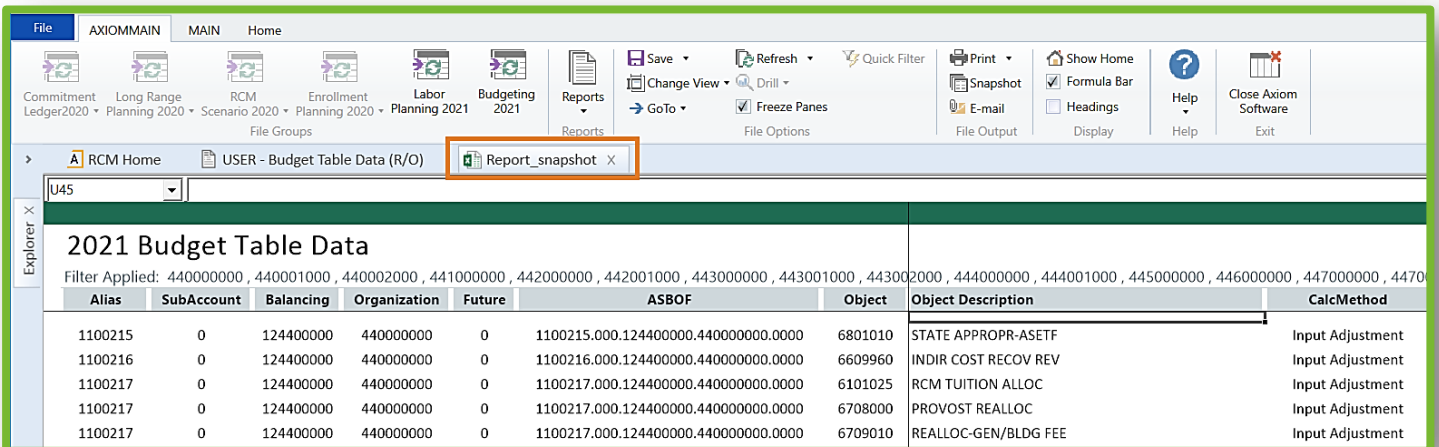 File AXIOMMAIN MAIN Home
Commitment Ledger2020
Long Range Planning 2020
RCM Scenario 2020
Enrollment Planning 2020
Labor Planning 2021
Budgeting 2021
File Groups
Reports
Reports
Save
Change View
GoTo
Refresh
Drill
Freeze Panes
Quick Filter
File Options
Print
Snapshot
E-mail
File Output
Show Home
Formula Bar
Headings
Display
Help
Help
Close Axiom Software
Exit
RCM Home USER - Budget Table Data (R/O) Report_snapshot X
U45
Explorer X
2021 Budget Table Data
Filter Applied: 440000000 , 440001000 , 440002000 , 441000000 , 442000000 , 442001000 , 443000000 , 443001000 , 443002000 , 444000000 , 444001000 , 445000000 , 446000000 , 447000000 , 4470
Alias SubAccount Balancing Organization Future ASBOF Object Object Description CalcMethod
1100215 0 124400000 440000000 0 1100215.000.124400000.440000000.0000 6801010 STATE APPROPR-ASETF Input Adjustment
1100216 0 124400000 440000000 0 1100216.000.124400000.440000000.0000 6609960 INDIR COST RECOV REV Input Adjustment
1100217 0 124400000 440000000 0 1100217.000.124400000.440000000.0000 6101025 RCM TUITION ALLOC Input Adjustment
1100217 0 124400000 440000000 0 1100217.000.124400000.440000000.0000 6708000 PROVOST REALLOC Input Adjustment
1100217 0 124400000 440000000 0 1100217.000.124400000.440000000.0000 6709010 REALLOC-GEN/BLDG FEE Input Adjustment